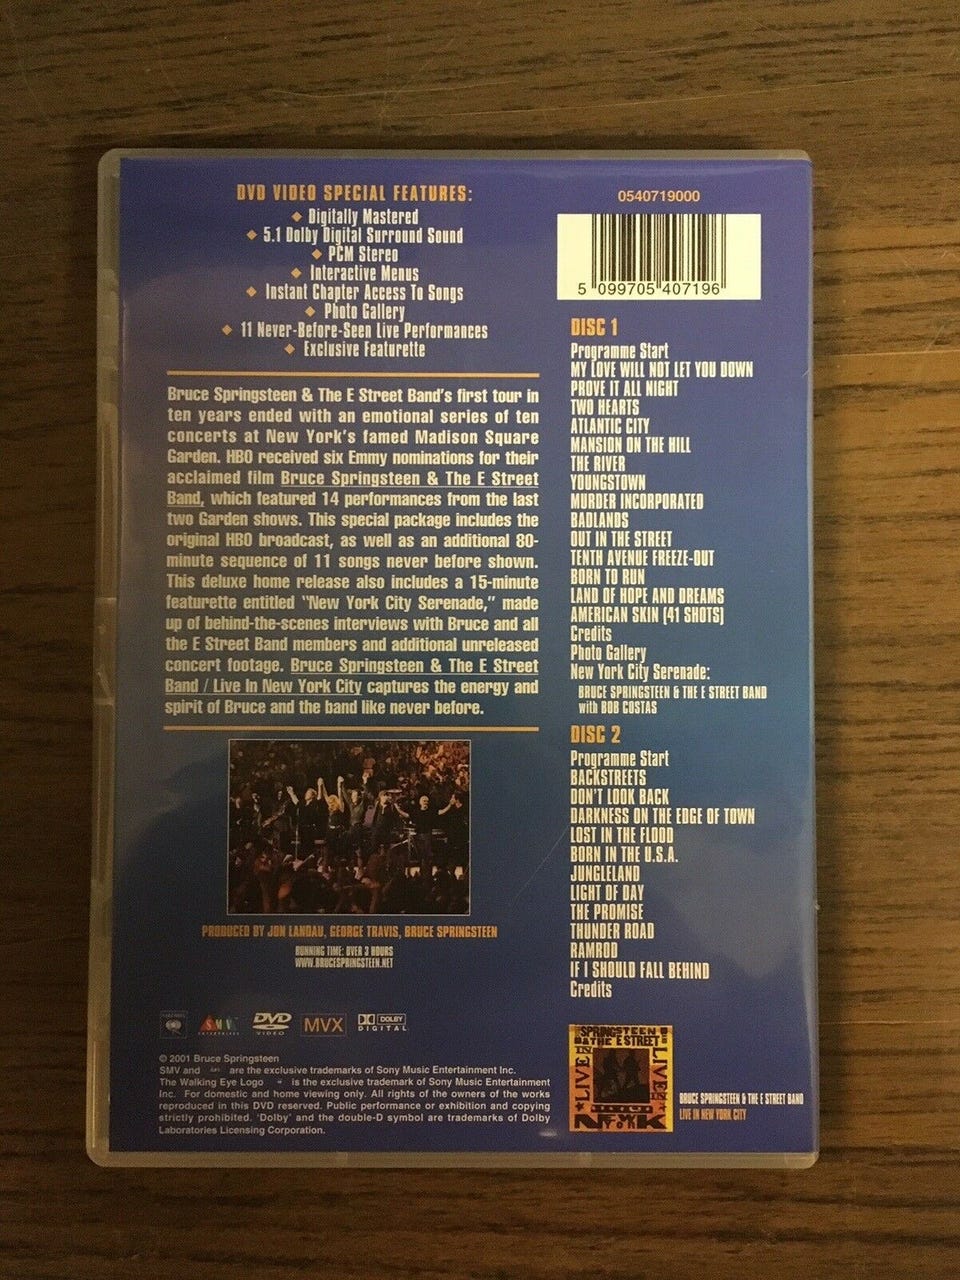 DVD VIDEO SPECIAL FEATURES:
Digitally Mastered
5.1 Dolby Digital Surround Sound
PCM Stereo
Interactive Menus
Instant Chapter Access To Songs
Photo Gallery
11 Never-Before-Seen Live Performances
Exclusive Featurette
Bruce Springsteen & The E Street Band's first tour in
ten years ended with an emotional series of ten
concerts at New York's famed Madison Square
Garden. HBO received six Emmy nominations for their
acclaimed film Bruce Springsteen & The E Street
Band, which featured 14 performances from the last
two Garden shows. This special package includes the
original HBO broadcast, as well as an additional 80-
minute sequence of 11 songs never before shown.
This deluxe home release also includes a 15-minute
featurette entitled "New York City Serenade," made
up of behind-the-scenes interviews with Bruce and all
the E Street Band members and additional unreleased
concert footage. Bruce Springsteen & The E Street
Band / Live In New York City captures the energy and
spirit of Bruce and the band like never before.
PRODUCED BY JON LANDAU, GEORGE TRAVIS, BRUCE SPRINGSTEEN
RUNNING TIME: OVER 3 HOURS
WWW.BRUCESPRINGSTEEN.NET
COLUMBIA
SMV
ENTERPRISES
DVD
VIDEO
MVX
DOLBY
DIGITAL
© 2001 Bruce Springsteen
SMV and are the exclusive trademarks of Sony Music Entertainment Inc.
The Walking Eye Logo is the exclusive trademark of Sony Music Entertainment
Inc. For domestic and home viewing only. All rights of the owners of the works
reproduced in this DVD reserved. Public performance or exhibition and copying
strictly prohibited. 'Dolby' and the double-D symbol are trademarks of Dolby
Laboratories Licensing Corporation.
0540719000
5 099705 407196
DISC 1
Programme Start
MY LOVE WILL NOT LET YOU DOWN
PROVE IT ALL NIGHT
TWO HEARTS
ATLANTIC CITY
MANSION ON THE HILL
THE RIVER
YOUNGSTOWN
MURDER INCORPORATED
BADLANDS
OUT IN THE STREET
TENTH AVENUE FREEZE-OUT
BORN TO RUN
LAND OF HOPE AND DREAMS
AMERICAN SKIN (41 SHOTS)
Credits
Photo Gallery
New York City Serenade:
BRUCE SPRINGSTEEN & THE E STREET BAND
with BOB COSTAS
DISC 2
Programme Start
BACKSTREETS
DON'T LOOK BACK
DARKNESS ON THE EDGE OF TOWN
LOST IN THE FLOOD
BORN IN THE U.S.A.
JUNGLELAND
LIGHT OF DAY
THE PROMISE
THUNDER ROAD
RAMROD
IF I SHOULD FALL BEHIND
Credits
SPRINGSTEEN
& THE E STREET
LIVE IN
LIVE IN
NEW YORK
BRUCE SPRINGSTEEN & THE E STREET BAND
LIVE IN NEW YORK CITY